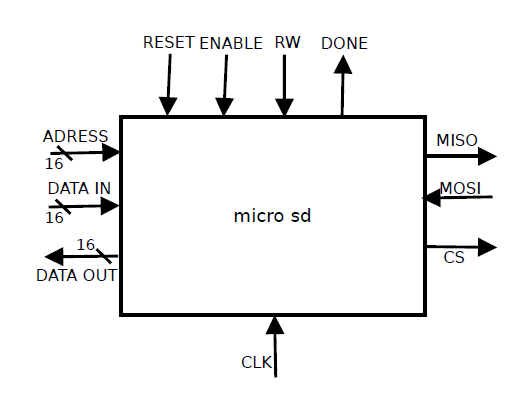 RESET ENABLE RW DONE
ADRESS
16
DATA IN
16
16
DATA OUT
micro sd
MISO
MOSI
CS
CLK